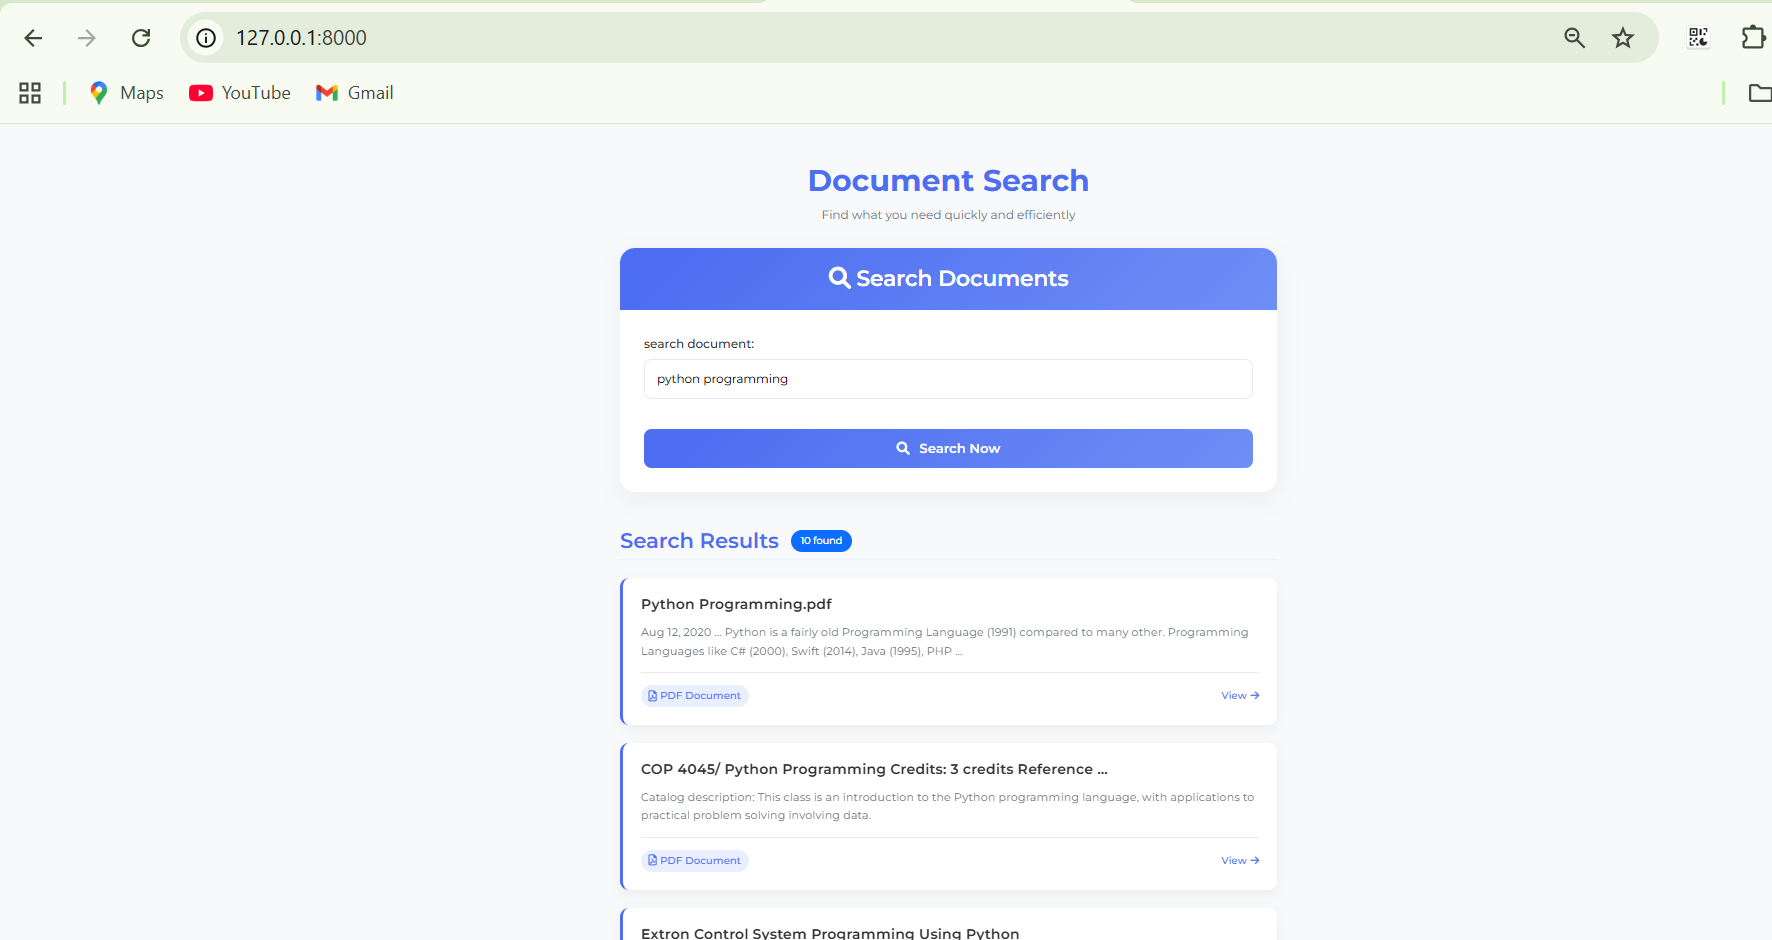 127.0.0.1:8000
Maps YouTube Gmail
Document Search
Find what you need quickly and efficiently
Search Documents
search document:
python programming
Search Now
Search Results 10 found
Python Programming.pdf
Aug 12, 2020 ... Python is a fairly old Programming Language (1991) compared to many other. Programming
Languages like C# (2000), Swift (2014), Java (1995), PHP ...
PDF Document View →
COP 4045/ Python Programming Credits: 3 credits Reference ...
Catalog description: This class is an introduction to the Python programming language, with applications to
practical problem solving involving data.
PDF Document View →
Extron Control System Programming Using Python